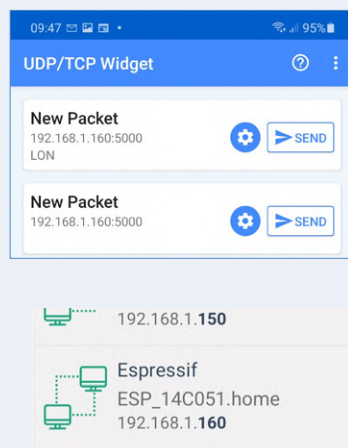 09:47 95%
UDP/TCP Widget
New Packet
192.168.1.160:5000
LON
SEND
New Packet
192.168.1.160:5000
SEND
192.168.1.150
Espressif
ESP_14C051.home
192.168.1.160